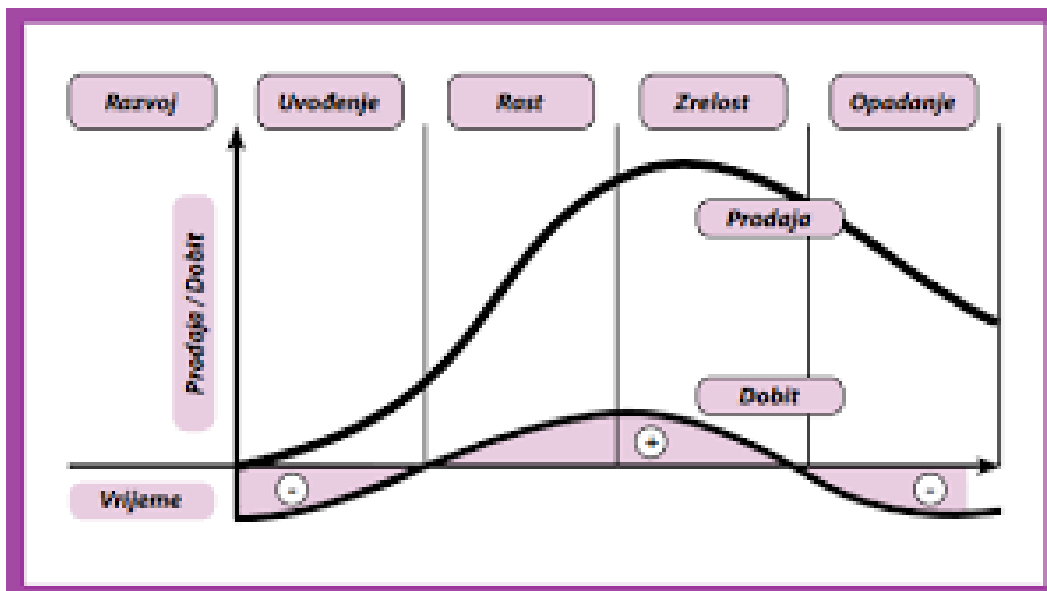 Razvoj
Uvođenje
Rast
Zrelost
Opadanje
Prodaja / Dobit
Prodaja
Dobit
+
-
-
Vrijeme